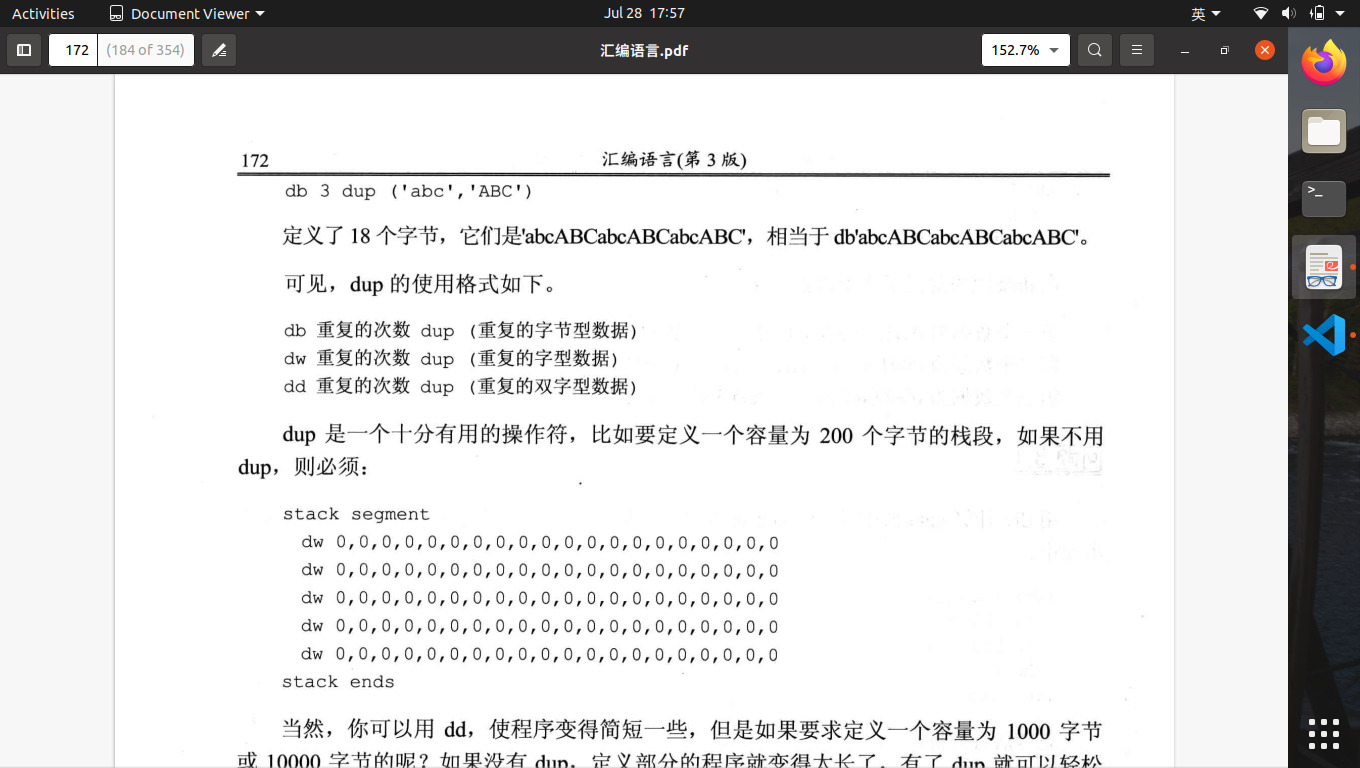 Activities Document Viewer Jul 28 17:57 英
172 (184 of 354) 汇编语言.pdf 152.7%
172 汇编语言(第 3 版)
db 3 dup ('abc','ABC')
定义了 18 个字节，它们是'abcABCabcABCabcABC'，相当于 db'abcABCabcABCabcABC'。
可见，dup 的使用格式如下。
db 重复的次数 dup (重复的字节型数据)
dw 重复的次数 dup (重复的字型数据)
dd 重复的次数 dup (重复的双字型数据)
dup 是一个十分有用的操作符，比如要定义一个容量为 200 个字节的栈段，如果不用
dup，则必须：
stack segment
dw 0,0,0,0,0,0,0,0,0,0,0,0,0,0,0,0,0,0,0,0
dw 0,0,0,0,0,0,0,0,0,0,0,0,0,0,0,0,0,0,0,0
dw 0,0,0,0,0,0,0,0,0,0,0,0,0,0,0,0,0,0,0,0
dw 0,0,0,0,0,0,0,0,0,0,0,0,0,0,0,0,0,0,0,0
dw 0,0,0,0,0,0,0,0,0,0,0,0,0,0,0,0,0,0,0,0
stack ends
当然，你可以用 dd，使程序变得简短一些，但是如果要求定义一个容量为 1000 字节
或 10000 字节的呢？如果没有 dup，定义部分的程序就变得太长了，有了 dup 就可以轻松